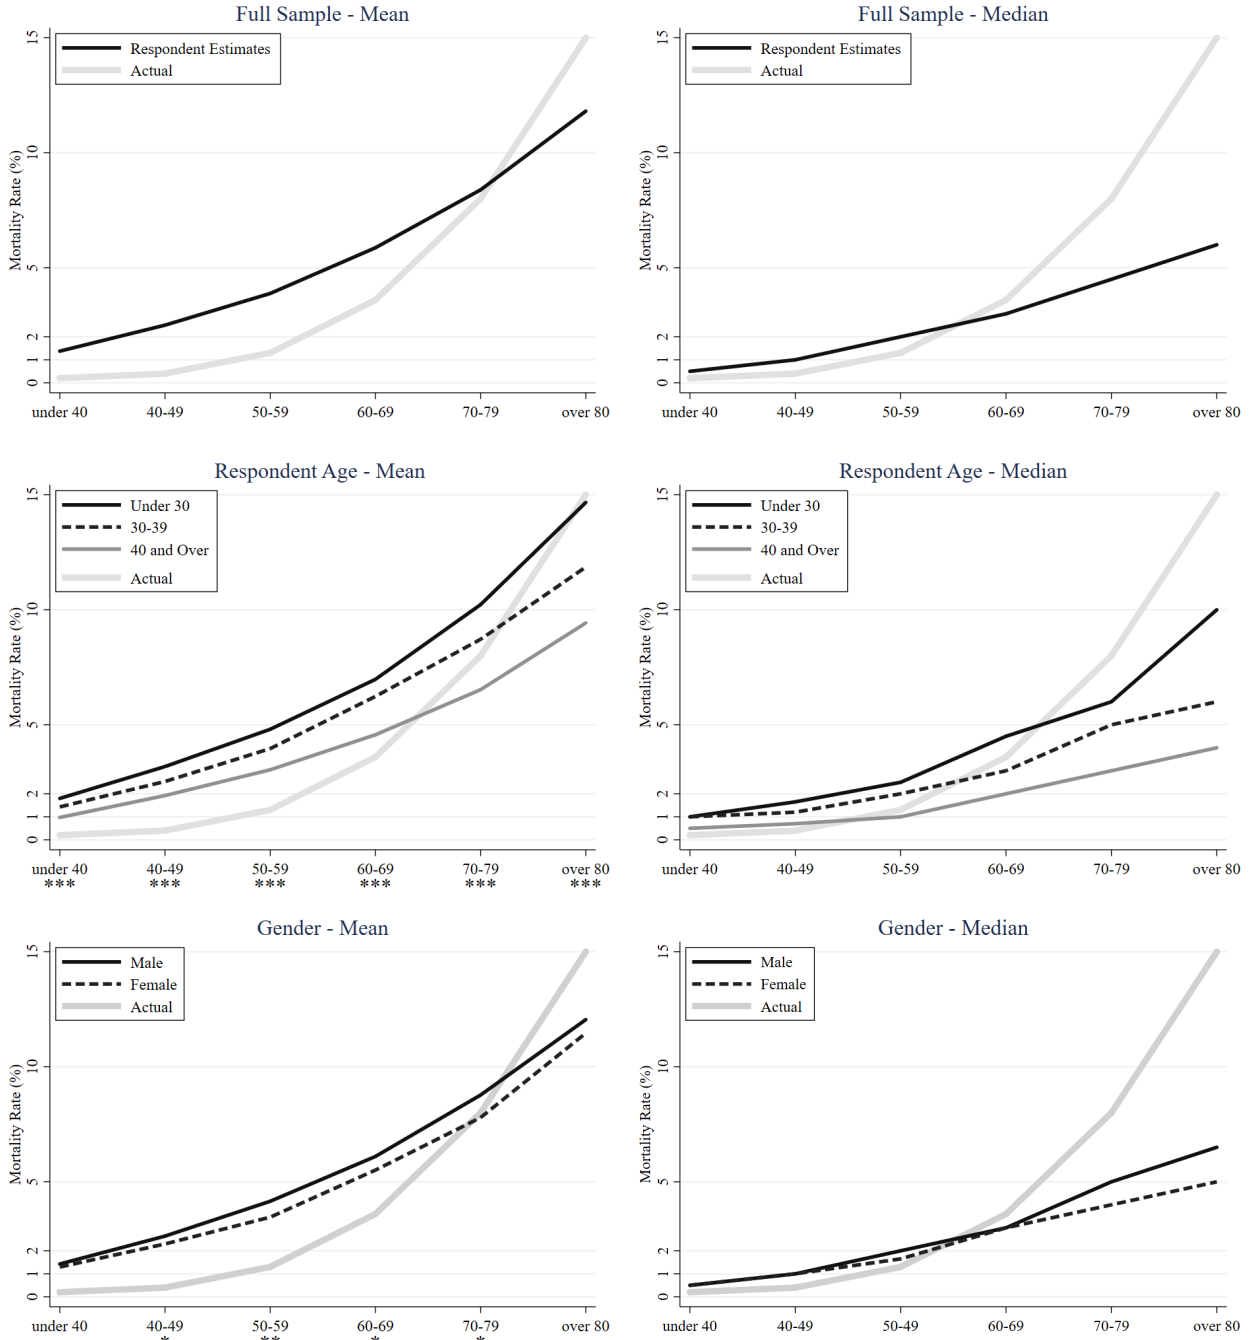 Full Sample - Mean
Respondent Estimates
Actual
Mortality Rate (%)
15
10
5
2
1
0
under 40 40-49 50-59 60-69 70-79 over 80
Full Sample - Median
Respondent Estimates
Actual
Mortality Rate (%)
15
10
5
2
1
0
under 40 40-49 50-59 60-69 70-79 over 80
Respondent Age - Mean
Under 30
30-39
40 and Over
Actual
Mortality Rate (%)
15
10
5
2
1
0
under 40 40-49 50-59 60-69 70-79 over 80
*** *** *** *** *** ***
Respondent Age - Median
Under 30
30-39
40 and Over
Actual
Mortality Rate (%)
15
10
5
2
1
0
under 40 40-49 50-59 60-69 70-79 over 80
Gender - Mean
Male
Female
Actual
Mortality Rate (%)
15
10
5
2
1
0
under 40 40-49 50-59 60-69 70-79 over 80
* ** * *
Gender - Median
Male
Female
Actual
Mortality Rate (%)
15
10
5
2
1
0
under 40 40-49 50-59 60-69 70-79 over 80